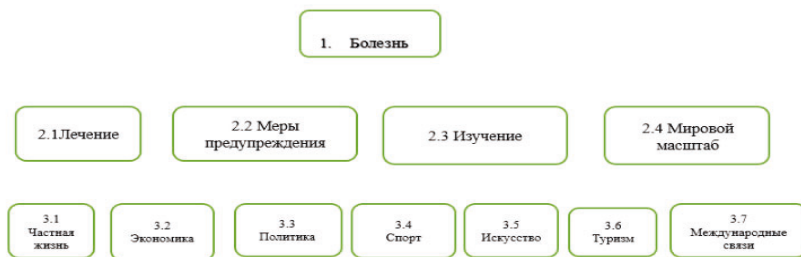 1. Болезнь
2.1Лечение
2.2 Меры
предупреждения
2.3 Изучение
2.4 Мировой
масштаб
3.1
Частная
жизнь
3.2
Экономика
3.3
Политика
3.4
Спорт
3.5
Искусство
3.6
Туризм
3.7
Международные
связи